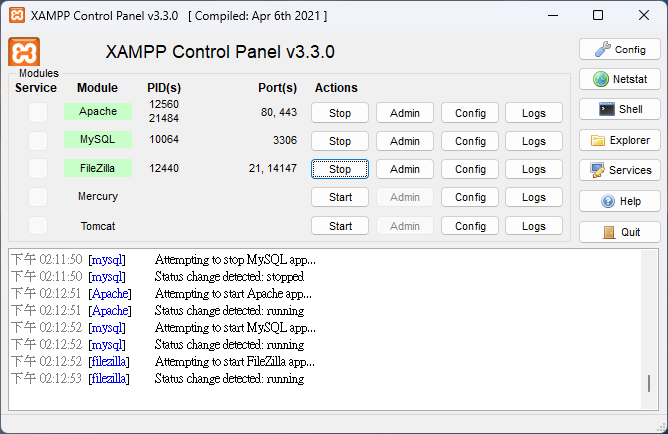 XAMPP Control Panel v3.3.0 [ Compiled: Apr 6th 2021 ]
XAMPP Control Panel v3.3.0
Config
Modules
Service Module PID(s) Port(s) Actions
Netstat
Apache 12560 21484 80, 443 Stop Admin Config Logs
Shell
MySQL 10064 3306 Stop Admin Config Logs
Explorer
FileZilla 12440 21, 14147 Stop Admin Config Logs
Services
Mercury Start Admin Config Logs
Help
Tomcat Start Admin Config Logs
Quit
下午 02:11:50 [mysql] Attempting to stop MySQL app...
下午 02:11:50 [mysql] Status change detected: stopped
下午 02:12:51 [Apache] Attempting to start Apache app...
下午 02:12:51 [Apache] Status change detected: running
下午 02:12:52 [mysql] Attempting to start MySQL app...
下午 02:12:52 [mysql] Status change detected: running
下午 02:12:52 [filezilla] Attempting to start FileZilla app...
下午 02:12:53 [filezilla] Status change detected: running